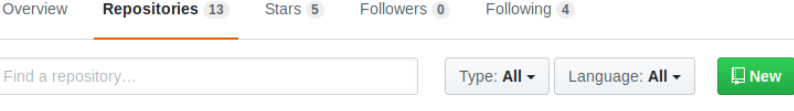 Overview Repositories 13 Stars 5 Followers 0 Following 4
Find a repository… Type: All Language: All New